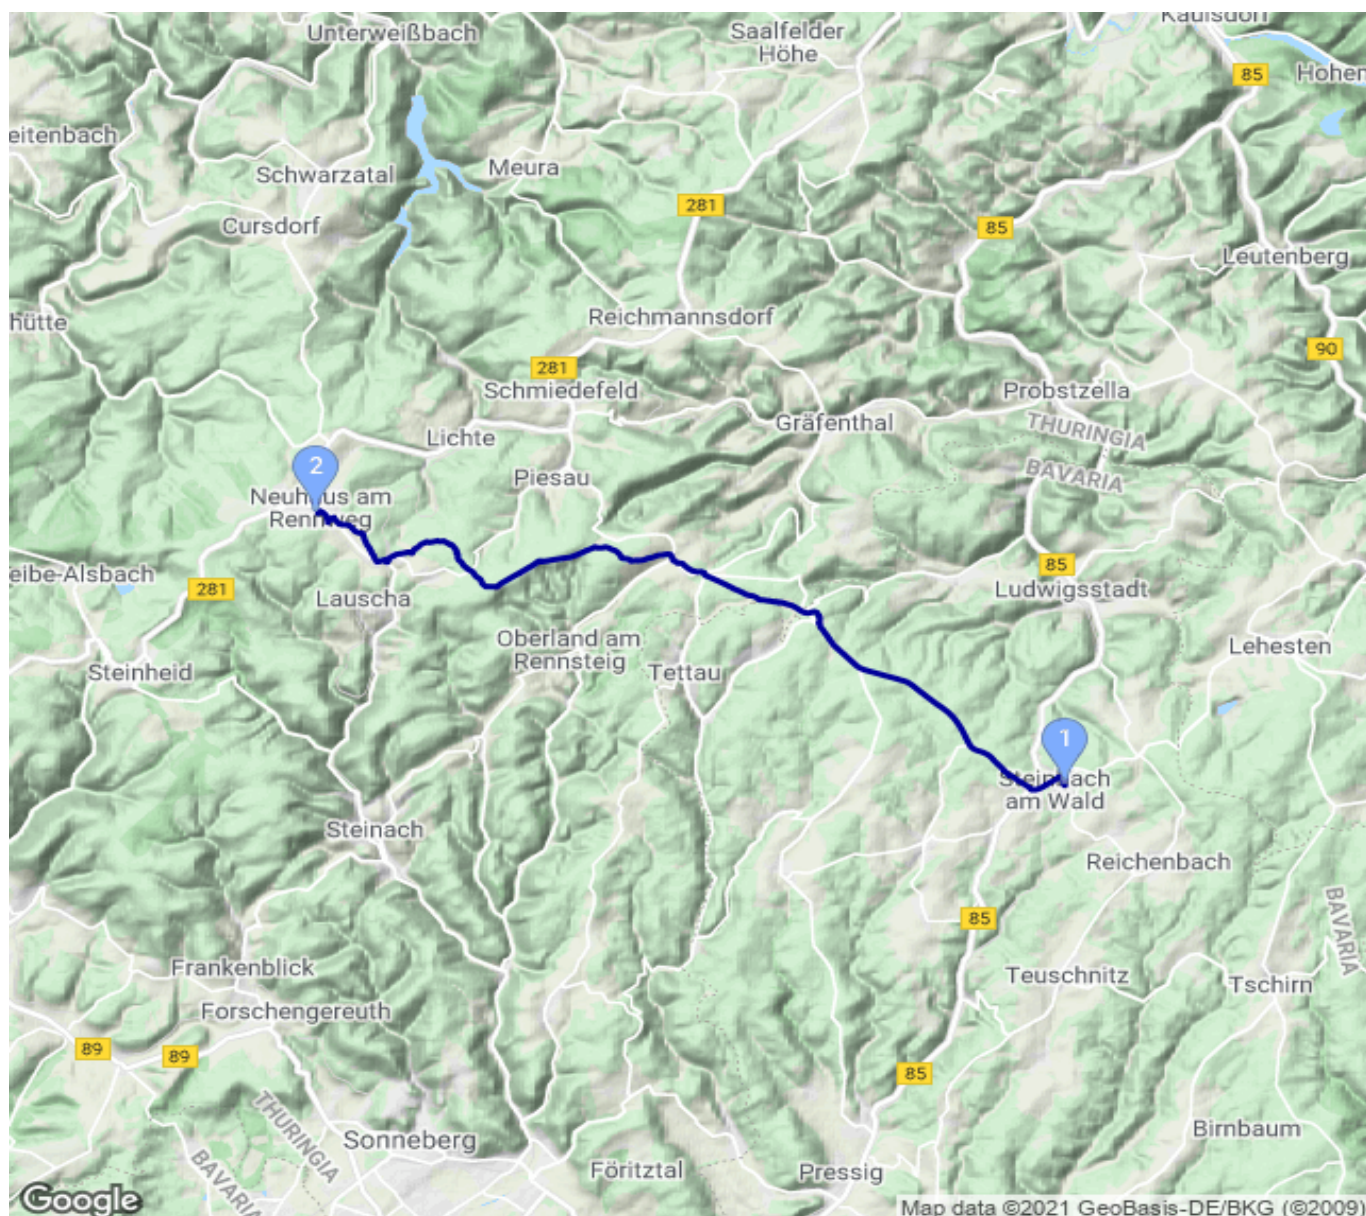 Kaulsdorf
Unterweißbach
Saalfelder
Höhe
85
Hohen
eitenbach
Meura
Schwarzatal
281
Cursdorf
85
Leutenberg
hütte
Reichmannsdorf
90
281
Schmiedefeld
Probstzella
Gräfenthal
THURINGIA
Lichte
BAVARIA
2
Piesau
Neuhaus am
Rennweg
85
eibe-Alsbach
281
Lauscha
Ludwigsstadt
Oberland am
Rennsteig
Lehesten
Steinheid
Tettau
1
Steinbach
am Wald
Steinach
Reichenbach
85
BAVARIA
Frankenblick
Teuschnitz
Tschirn
Forschengereuth
89
89
85
THURINGIA
Birnbaum
Sonneberg
BAVARIA
Föritztal
Pressig
Google
Map data ©2021 GeoBasis-DE/BKG (©2009)